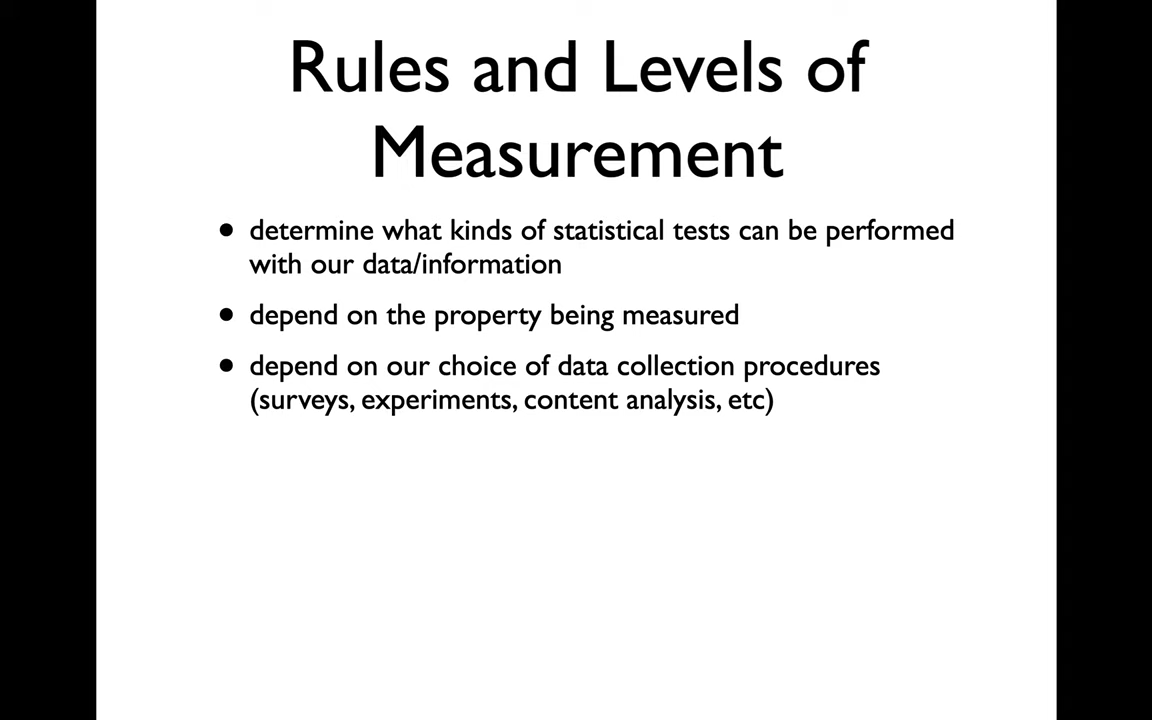 Rules and Levels of
Measurement
• determine what kinds of statistical tests can be performed
with our data/information
• depend on the property being measured
• depend on our choice of data collection procedures
(surveys, experiments, content analysis, etc)